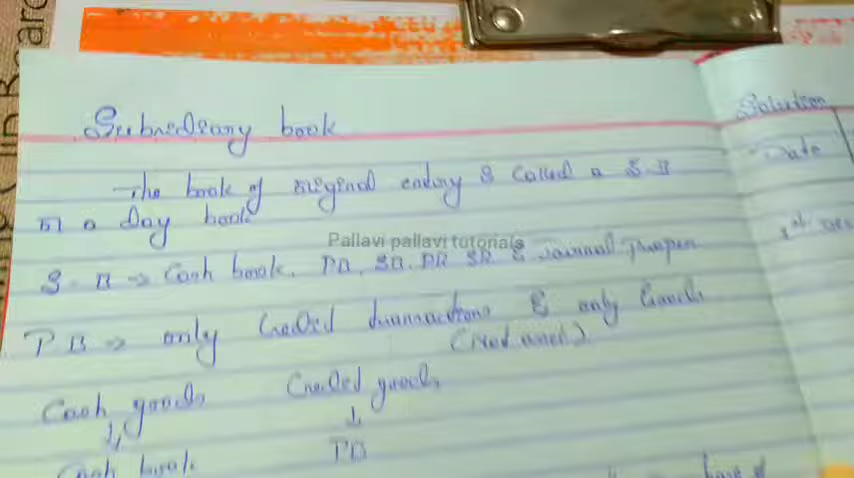 Subsediary book
Solution
The book of original entry is called a S.B
or a Day book
Date
Pallavi pallavi tutorials
S.B → Cash book, PB, SB, PR, SR & Journal Proper
PB → only Credit transactions & only Goods
(Not asset)
Cash goods Credit goods
↓ ↓
Cash book PB